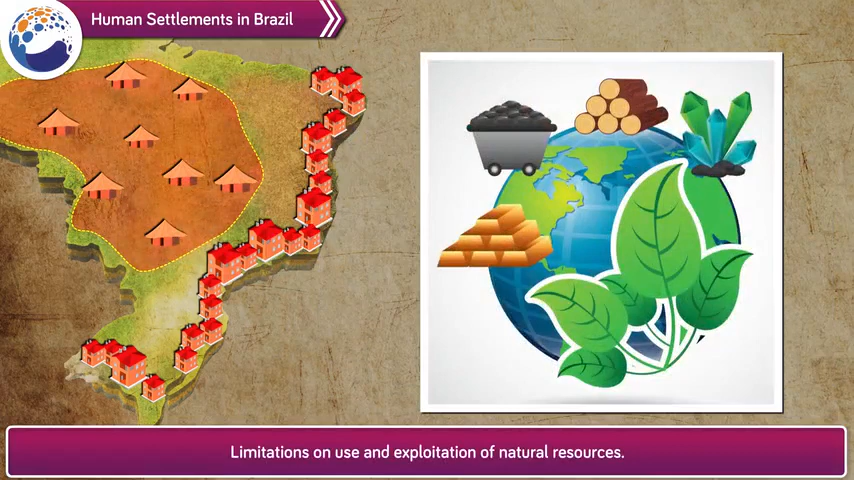 Human Settlements in Brazil
Limitations on use and exploitation of natural resources.